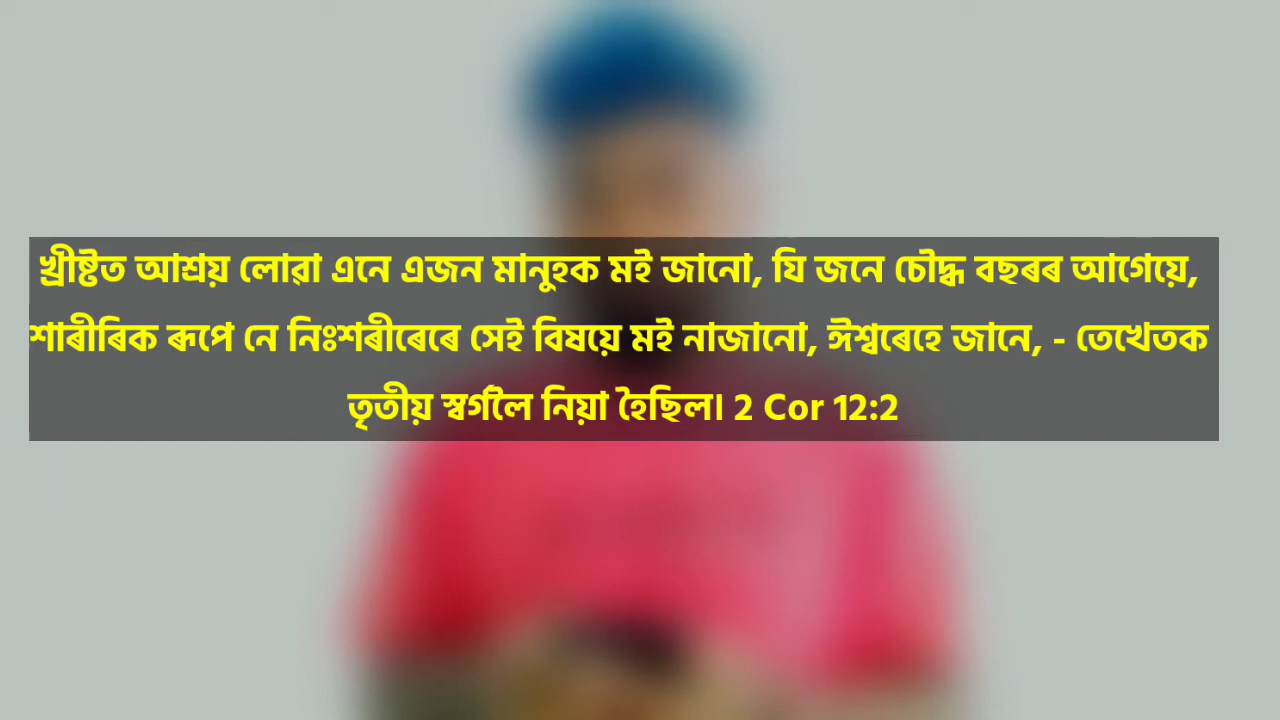 খ্ৰীষ্টত আশ্ৰয় লোৱা এনে এজন মানুহক মই জানো, যি জনে চৌদ্ধ বছৰৰ আগেয়ে,
শাৰীৰিক ৰূপে নে নিঃশৰীৰেৰে সেই বিষয়ে মই নাজানো, ঈশ্বৰেহে জানে, - তেখেতক
তৃতীয় স্বৰ্গলৈ নিয়া হৈছিল। 2 Cor 12:2